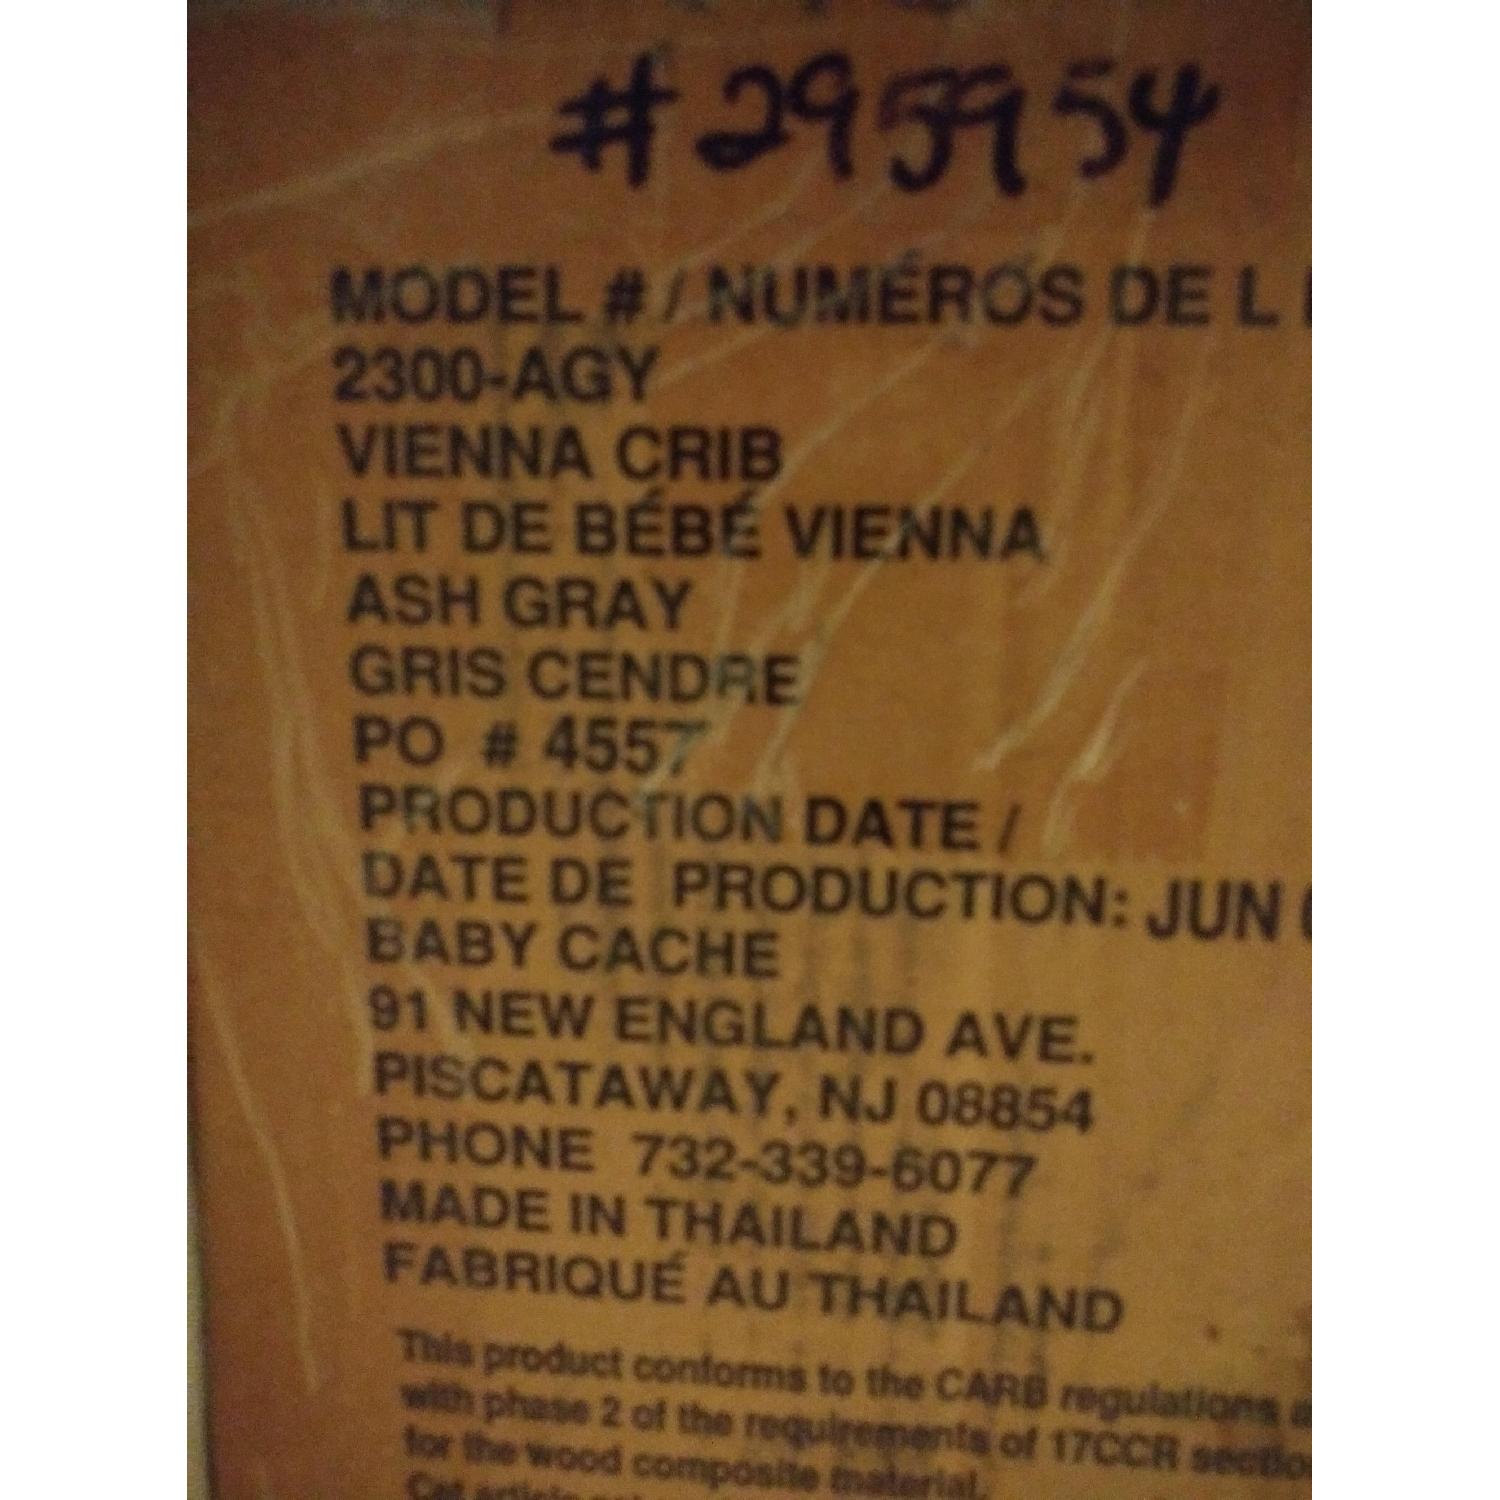 #295954
MODEL # / NUMÉROS DE L
2300-AGY
VIENNA CRIB
LIT DE BÉBÉ VIENNA
ASH GRAY
GRIS CENDRE
PO # 4557
PRODUCTION DATE /
DATE DE PRODUCTION: JUN
BABY CACHE
91 NEW ENGLAND AVE.
PISCATAWAY, NJ 08854
PHONE 732-339-6077
MADE IN THAILAND
FABRIQUÉ AU THAILAND
This product conforms to the CARB regulations
with phase 2 of the requirements of 17CCR
for the wood composite material.